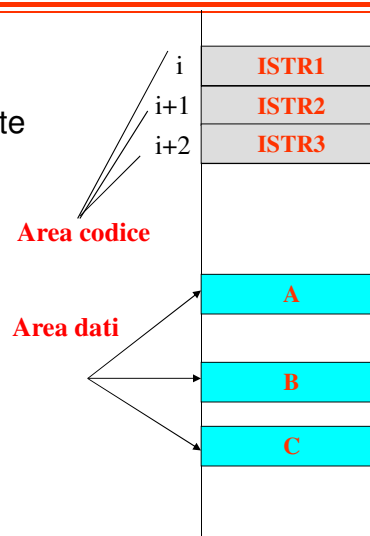 i ISTR1
te
i+1 ISTR2
i+2 ISTR3
Area codice
A
Area dati
B
C